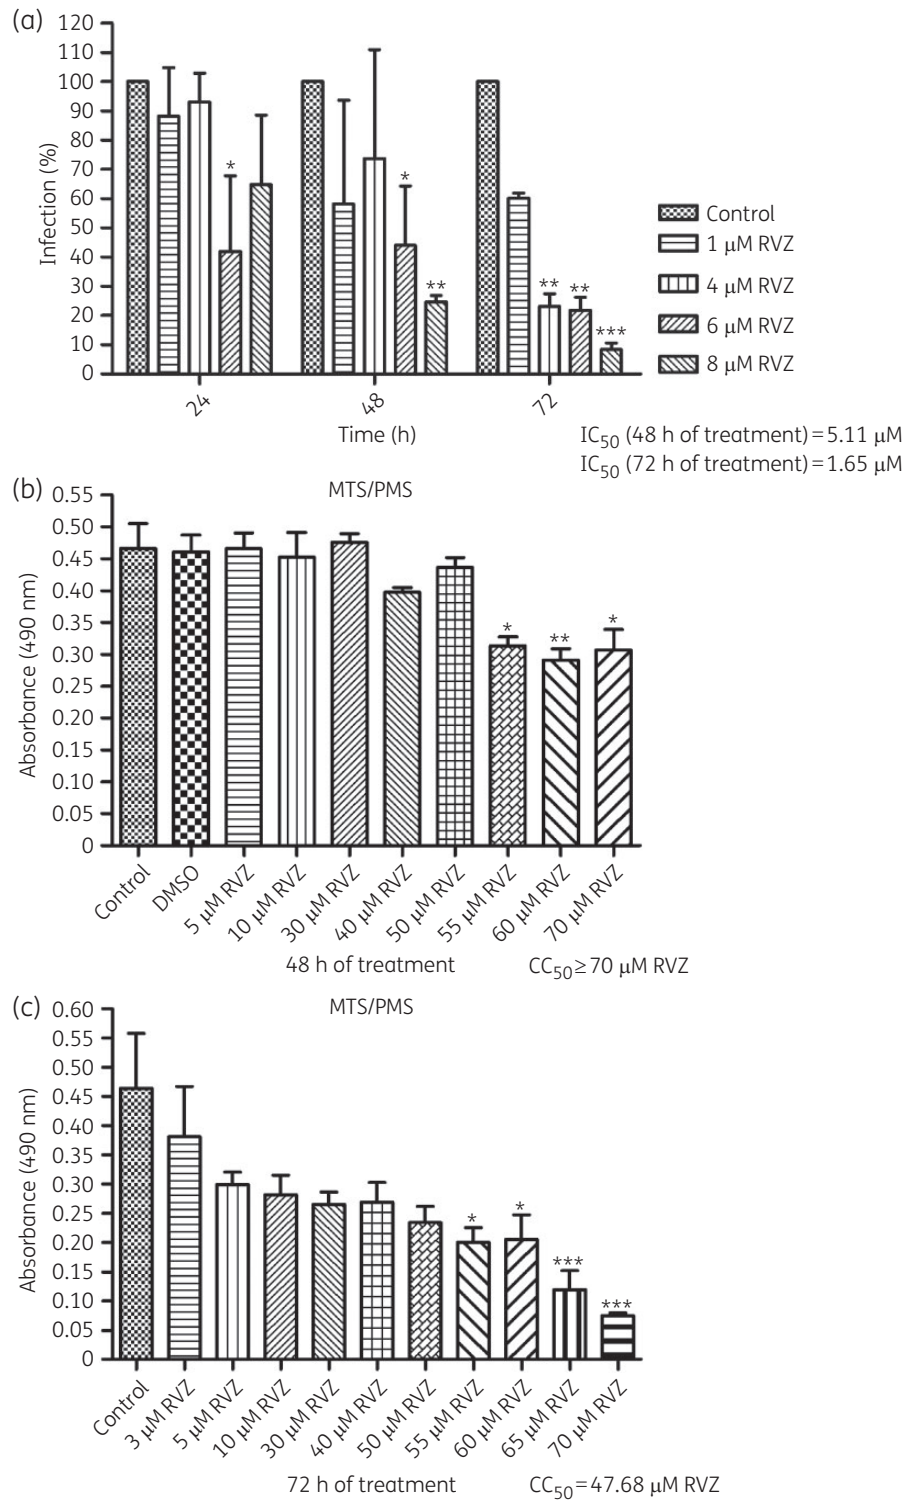 (a)
120
110
100
90
80
70
60
50
40
30
20
10
0
Infection (%)
*
*
**
**
**
***
24
48
72
Time (h)
Control
1 μM RVZ
4 μM RVZ
6 μM RVZ
8 μM RVZ
IC50 (48 h of treatment)=5.11 μM
IC50 (72 h of treatment)=1.65 μM
(b)
MTS/PMS
0.55
0.50
0.45
0.40
0.35
0.30
0.25
0.20
0.15
0.10
0.05
0
Absorbance (490 nm)
*
**
*
Control
DMSO
5 μM RVZ
10 μM RVZ
30 μM RVZ
40 μM RVZ
50 μM RVZ
55 μM RVZ
60 μM RVZ
70 μM RVZ
48 h of treatment
CC50≥70 μM RVZ
(c)
MTS/PMS
0.60
0.55
0.50
0.45
0.40
0.35
0.30
0.25
0.20
0.15
0.10
0.05
0
Absorbance (490 nm)
*
*
***
***
Control
3 μM RVZ
5 μM RVZ
10 μM RVZ
30 μM RVZ
40 μM RVZ
50 μM RVZ
55 μM RVZ
60 μM RVZ
65 μM RVZ
70 μM RVZ
72 h of treatment
CC50=47.68 μM RVZ